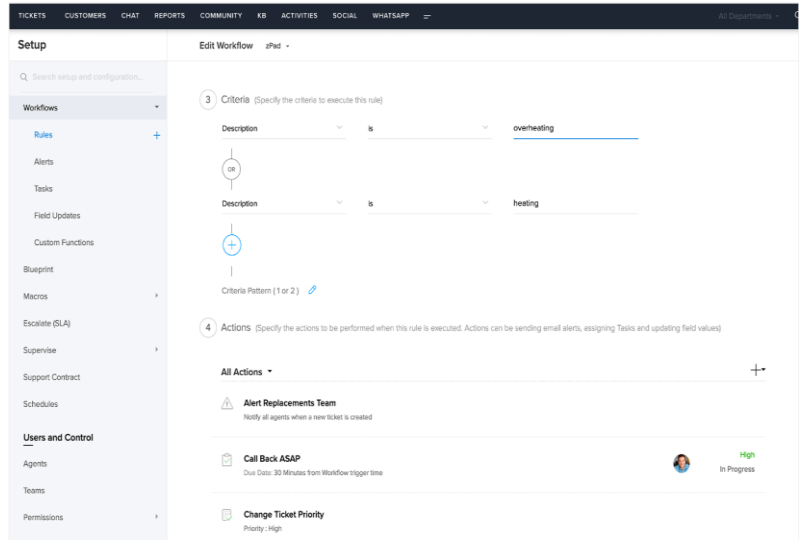 TICKETS CUSTOMERS CHAT REPORTS COMMUNITY KB ACTIVITIES SOCIAL WHATSAPP All Departments
Setup
Edit Workflow zPad
Search setup and configuration...
Workflows
Rules
Alerts
Tasks
Field Updates
Custom Functions
Blueprint
Macros
Escalate (SLA)
Supervise
Support Contract
Schedules
Users and Control
Agents
Teams
Permissions
3 Criteria (Specify the criteria to execute this rule)
Description is overheating
OR
Description is heating
Criteria Pattern ( 1 or 2 )
4 Actions (Specify the actions to be performed when this rule is executed. Actions can be sending email alerts, assigning Tasks and updating field values)
All Actions
Alert Replacements Team
Notify all agents when a new ticket is created
Call Back ASAP
Due Date: 30 Minutes from Workflow trigger time
High
In Progress
Change Ticket Priority
Priority : High